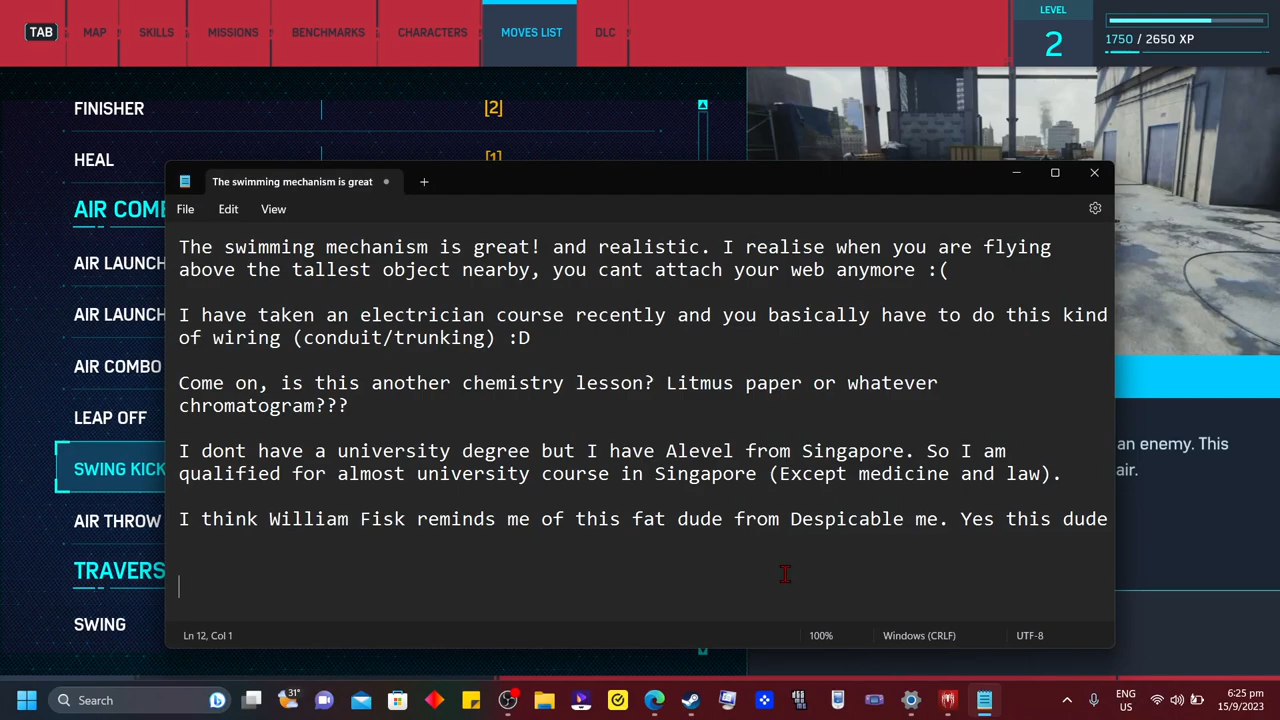 TAB
MAP
SKILLS
MISSIONS
BENCHMARKS
CHARACTERS
MOVES LIST
DLC
LEVEL
2
1750 / 2650 XP
FINISHER
[2]
HEAL
[1]
AIR COMB
AIR LAUNCH
AIR LAUNCH
AIR COMBO
LEAP OFF
SWING KICK
AIR THROW
TRAVERS
SWING
an enemy. This
air.
The swimming mechanism is great
File
Edit
View
The swimming mechanism is great! and realistic. I realise when you are flying
above the tallest object nearby, you cant attach your web anymore :(
I have taken an electrician course recently and you basically have to do this kind
of wiring (conduit/trunking) :D
Come on, is this another chemistry lesson? Litmus paper or whatever
chromatogram???
I dont have a university degree but I have Alevel from Singapore. So I am
qualified for almost university course in Singapore (Except medicine and law).
I think William Fisk reminds me of this fat dude from Despicable me. Yes this dude
Ln 12, Col 1
100%
Windows (CRLF)
UTF-8
Search
31°
ENG
US
6:25 pm
15/9/2023